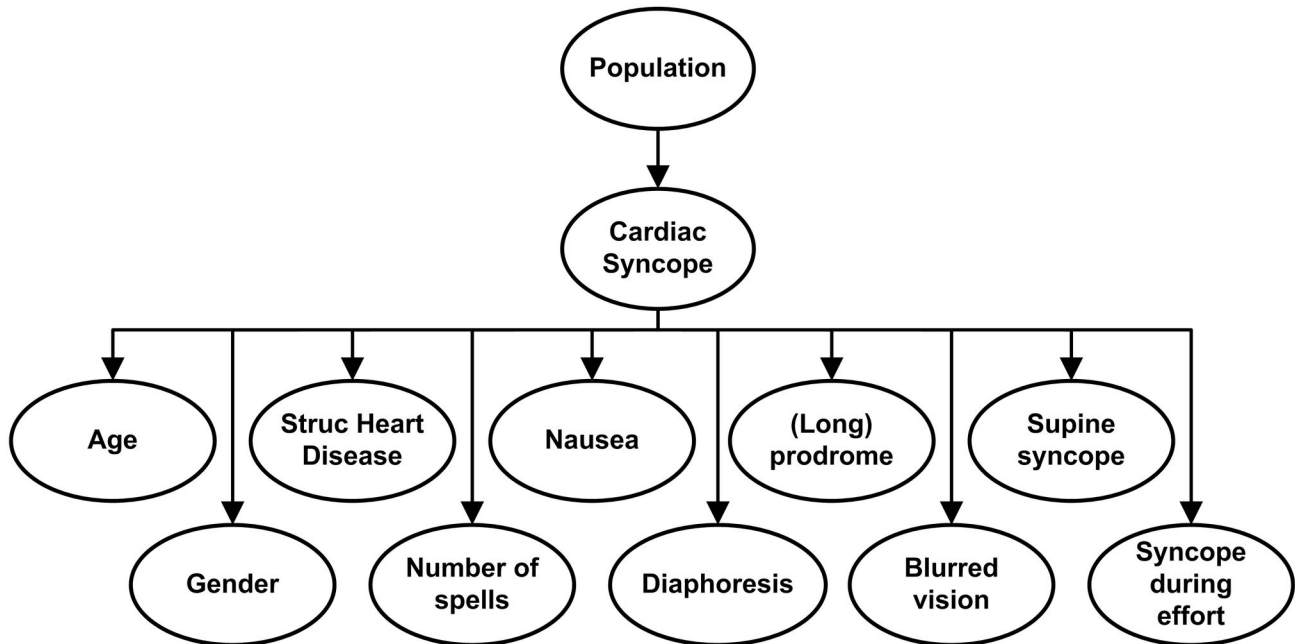 Population
Cardiac
Syncope
Age
Struc Heart
Disease
Nausea
(Long)
prodrome
Supine
syncope
Gender
Number of
spells
Diaphoresis
Blurred
vision
Syncope
during
effort